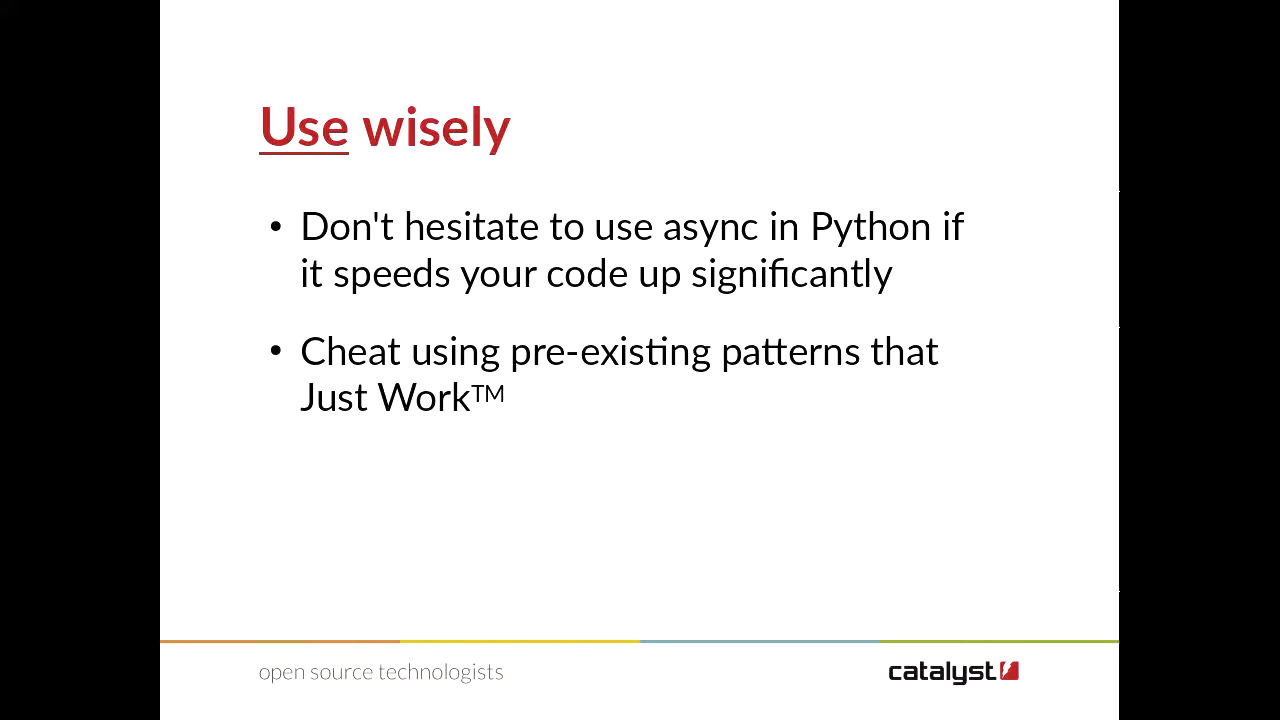 Use wisely
• Don't hesitate to use async in Python if
it speeds your code up significantly
• Cheat using pre-existing patterns that
Just Work™
open source technologists
catalyst